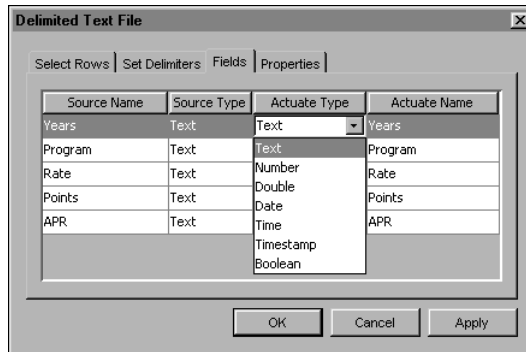 Delimited Text File
Select Rows Set Delimiters Fields Properties
Source Name Source Type Actuate Type Actuate Name
Years Text Text Years
Program Text Text Program
Rate Text Number Rate
Points Text Double Points
APR Text Date APR
Time
Timestamp
Boolean
OK Cancel Apply